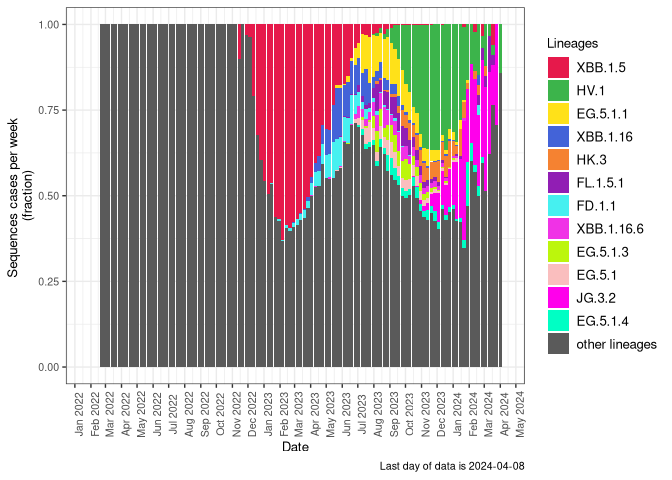 Sequences cases per week
(fraction)
1.00
0.75
0.50
0.25
0.00
Jan 2022
Feb 2022
Mar 2022
Apr 2022
May 2022
Jun 2022
Jul 2022
Aug 2022
Sep 2022
Oct 2022
Nov 2022
Dec 2022
Jan 2023
Feb 2023
Mar 2023
Apr 2023
May 2023
Jun 2023
Jul 2023
Aug 2023
Sep 2023
Oct 2023
Nov 2023
Dec 2023
Jan 2024
Feb 2024
Mar 2024
Apr 2024
May 2024
Date
Lineages
XBB.1.5
HV.1
EG.5.1.1
XBB.1.16
HK.3
FL.1.5.1
FD.1.1
XBB.1.16.6
EG.5.1.3
EG.5.1
JG.3.2
EG.5.1.4
other lineages
Last day of data is 2024-04-08